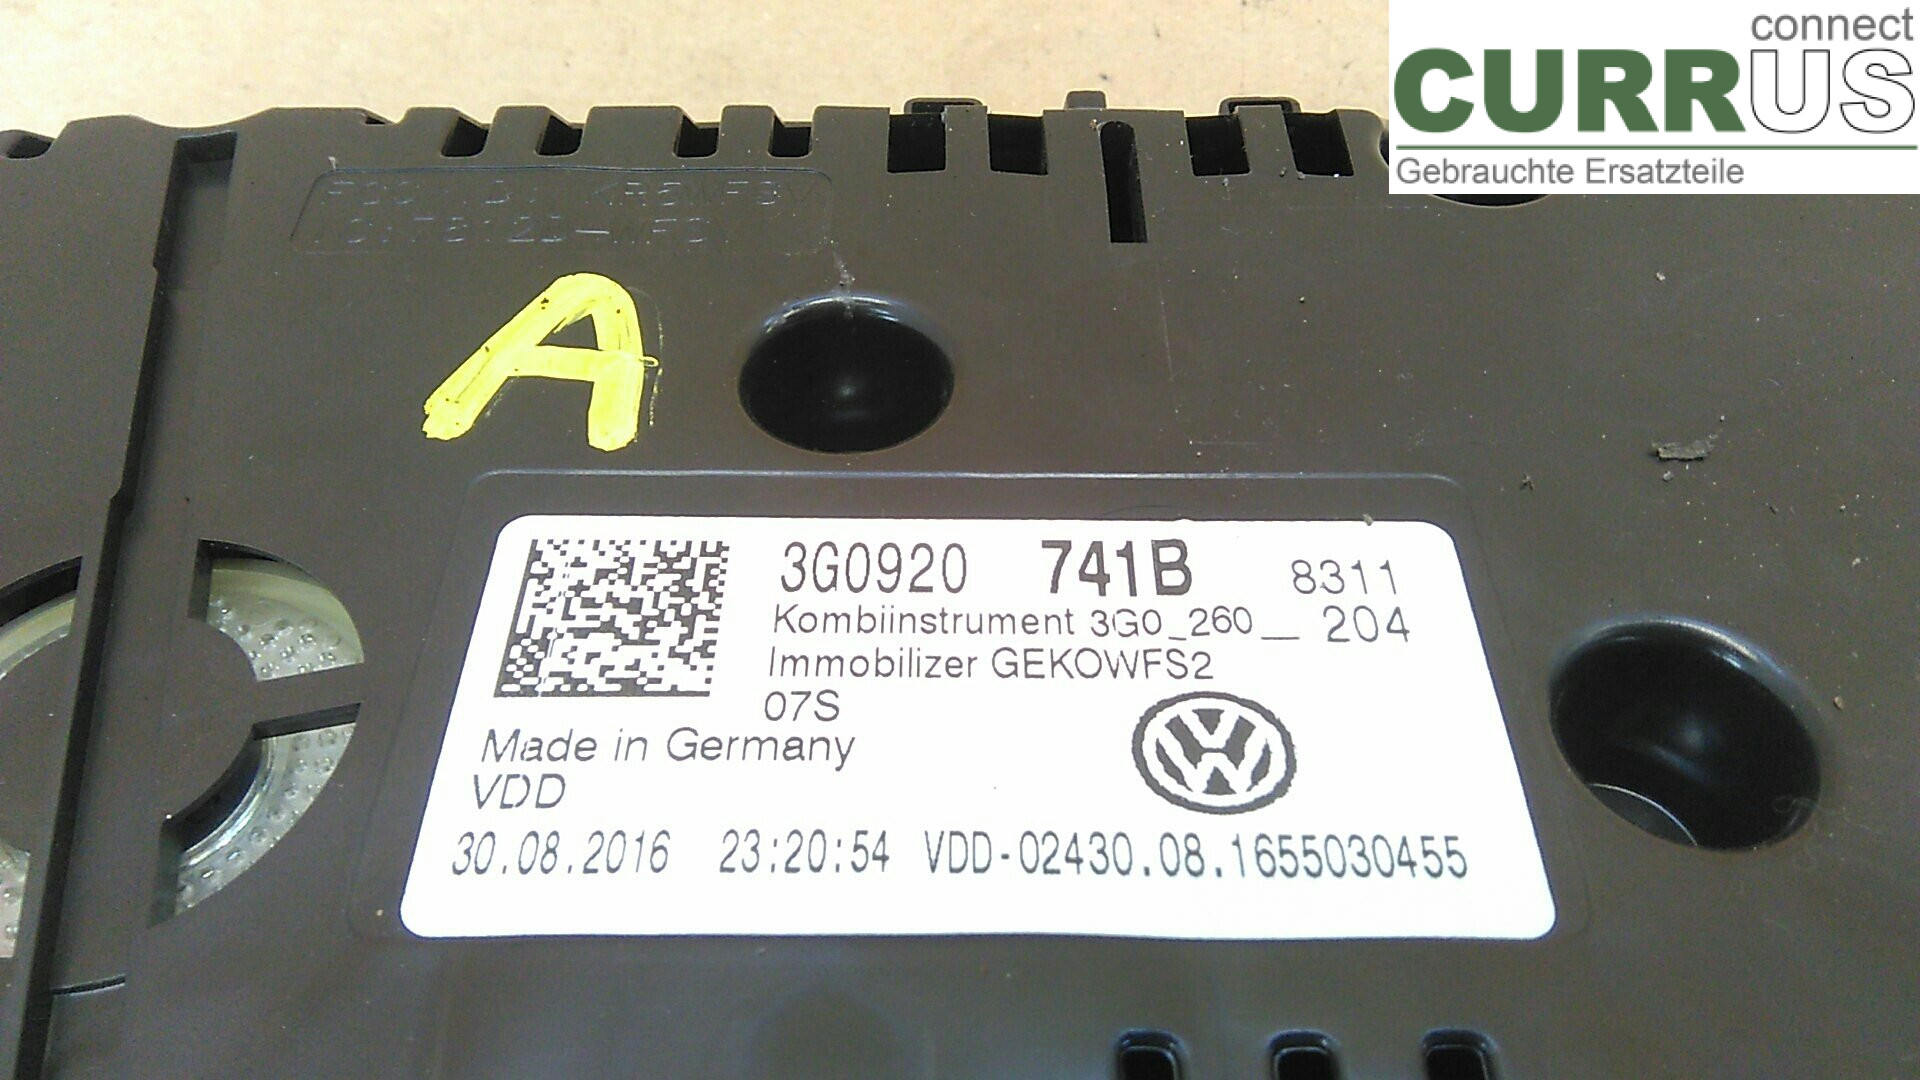 connect
CURRUS
Gebrauchte Ersatzteile
A
3G0920 741B 8311
Kombiinstrument 3G0_260__ 204
Immobilizer GEKOWFS2
07S
Made in Germany
VDD
30.08.2016 23:20:54 VDD-02430.08.1655030455